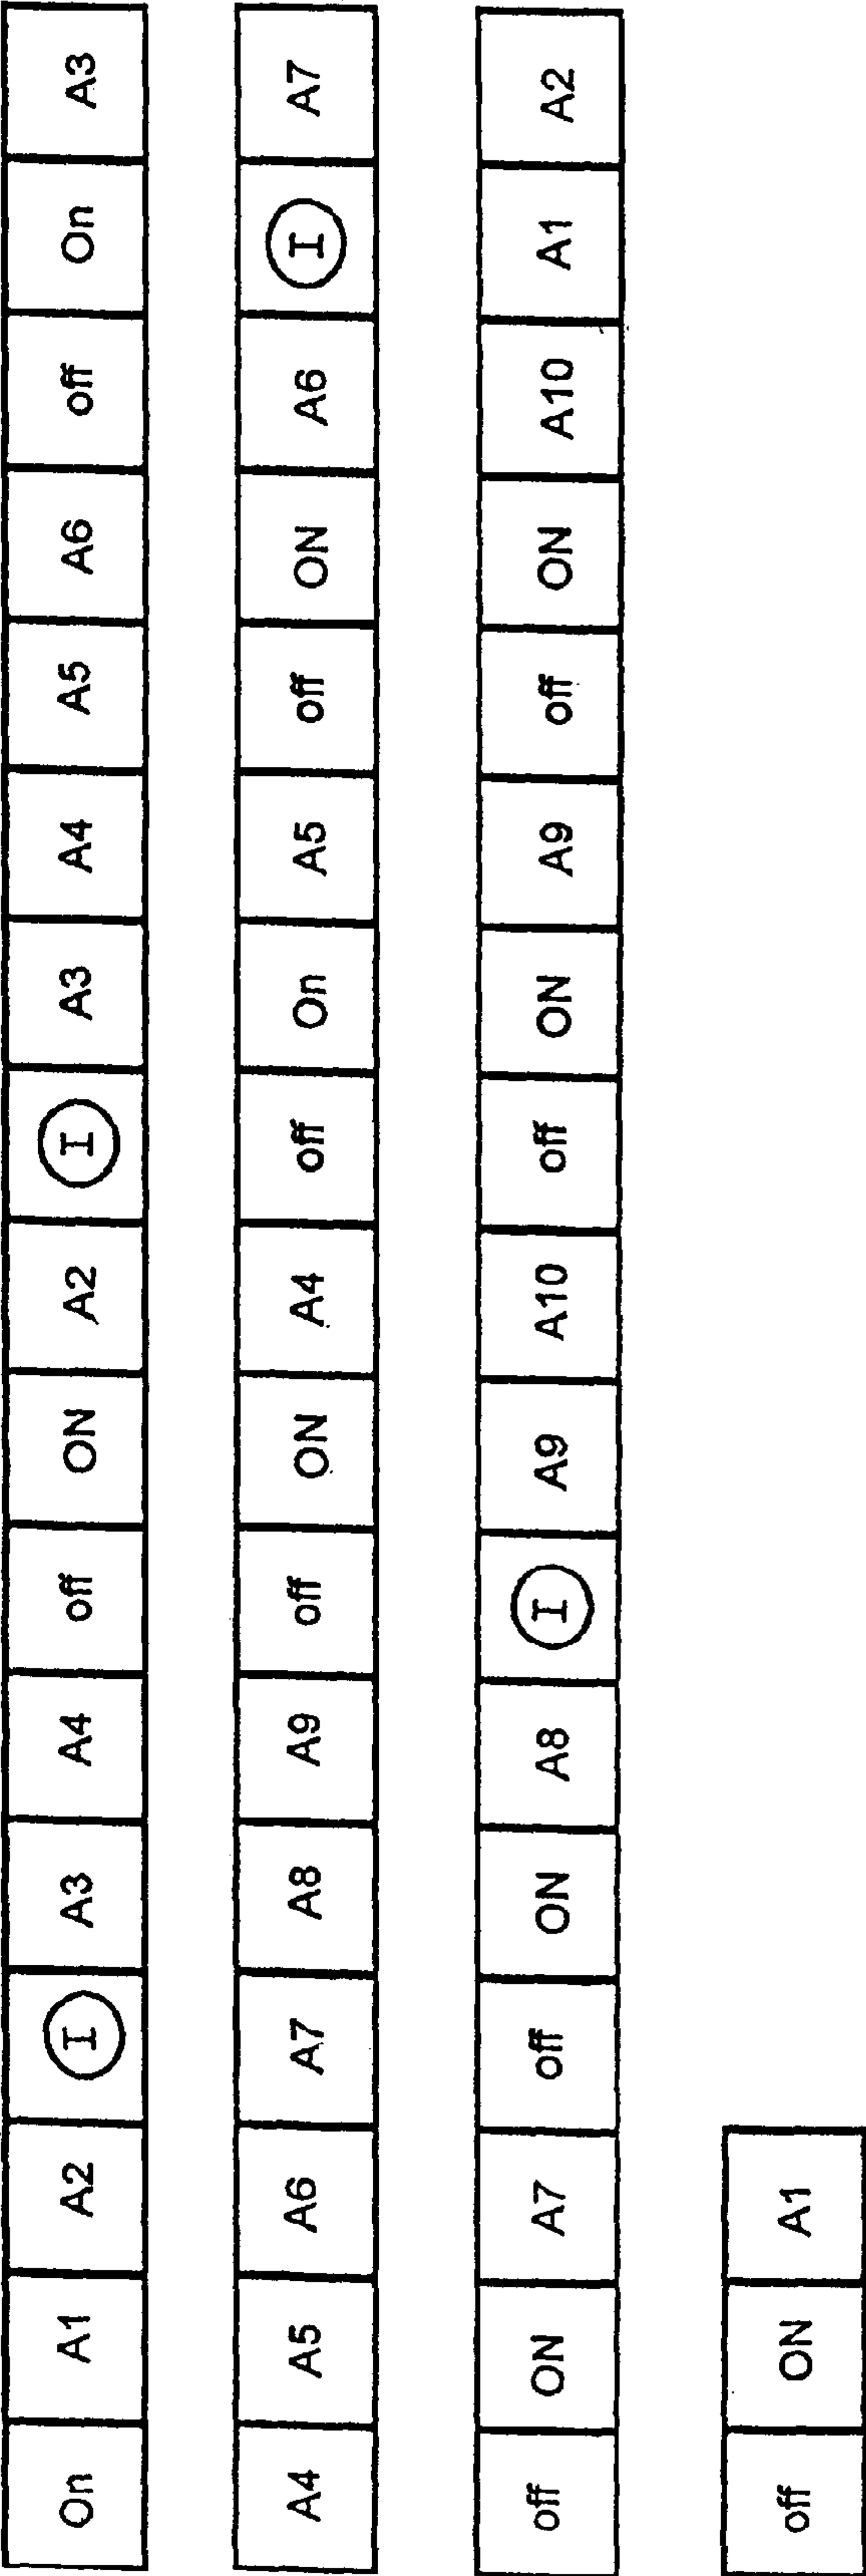 On A1 A2 I A3 A4 off ON A2 I A3 A4 A5 A6 off On A3
A4 A5 A6 A7 A8 A9 off ON A4 off On A5 off ON A6 I A7
off ON A7 off ON A8 I A9 A10 off ON A9 off ON A10 A1 A2
off ON A1